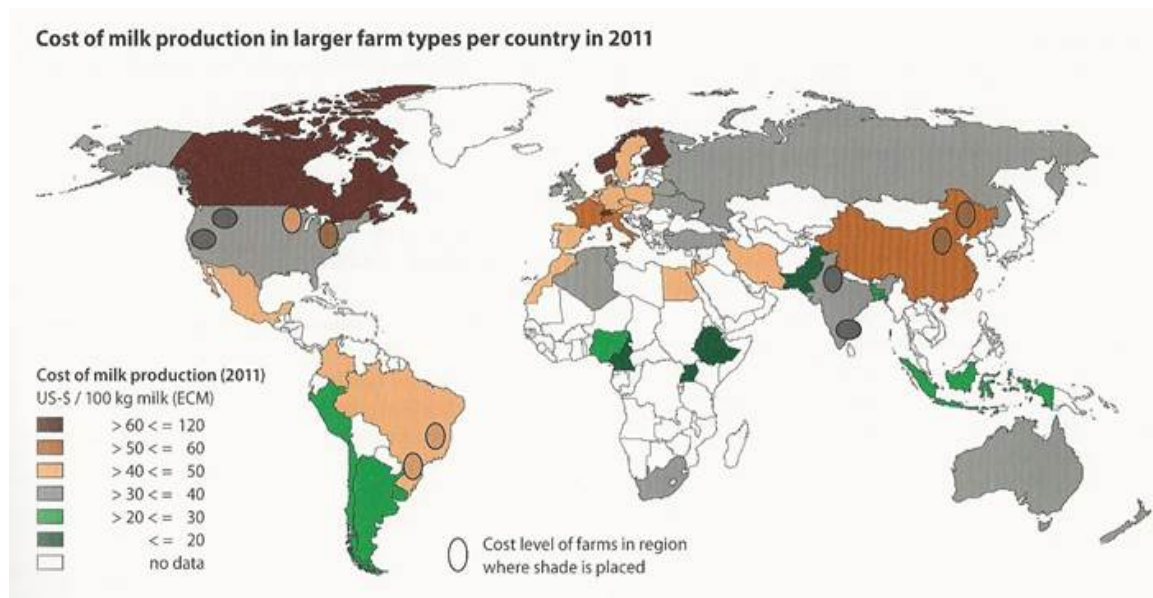 Cost of milk production in larger farm types per country in 2011
Cost of milk production (2011)
US-$ / 100 kg milk (ECM)
> 60 < = 120
> 50 < = 60
> 40 < = 50
> 30 < = 40
> 20 < = 30
< = 20
no data
Cost level of farms in region
where shade is placed